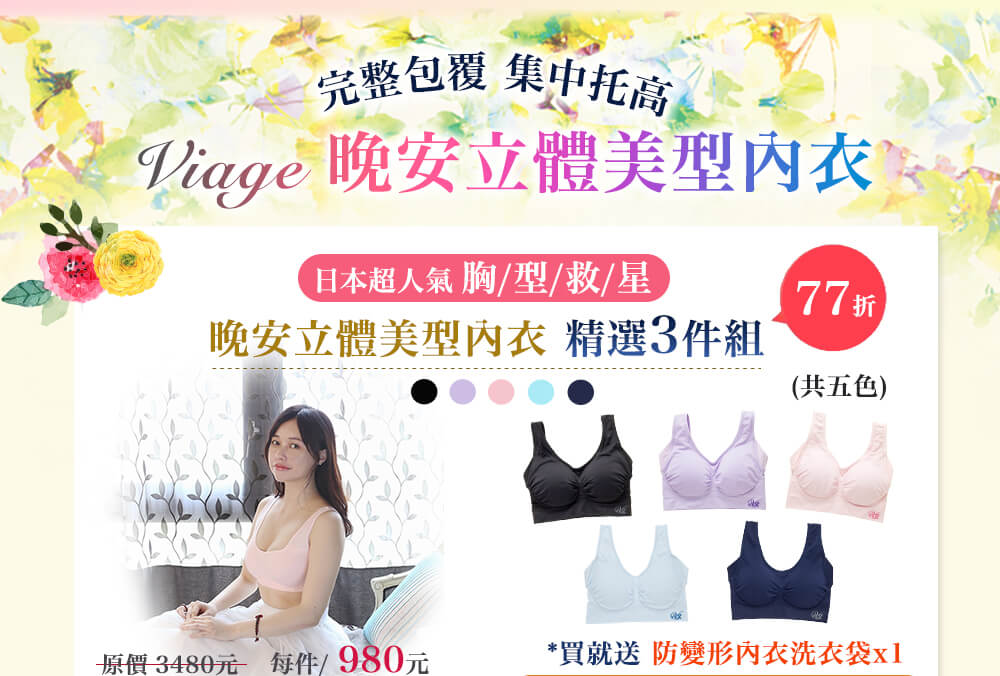 完整包覆 集中托高
Viage 晚安立體美型內衣
日本超人氣 胸/型/救/星
77折
晚安立體美型內衣 精選3件組
(共五色)
原價 3480元 每件/ 980元
*買就送 防變形內衣洗衣袋x1